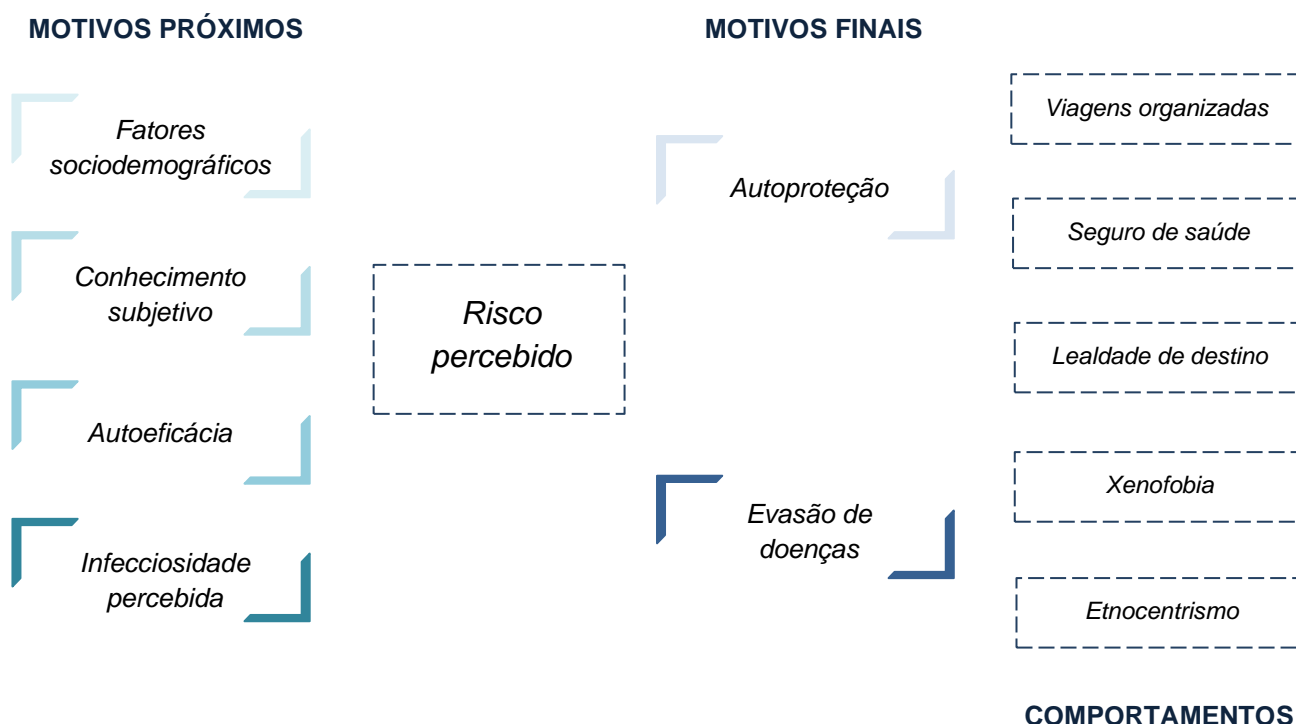 MOTIVOS PRÓXIMOS
Fatores
sociodemográficos
Conhecimento
subjetivo
Autoeficácia
Infecciosidade
percebida
Risco
percebido
MOTIVOS FINAIS
Autoproteção
Evasão de
doenças
Viagens organizadas
Seguro de saúde
Lealdade de destino
Xenofobia
Etnocentrismo
COMPORTAMENTOS